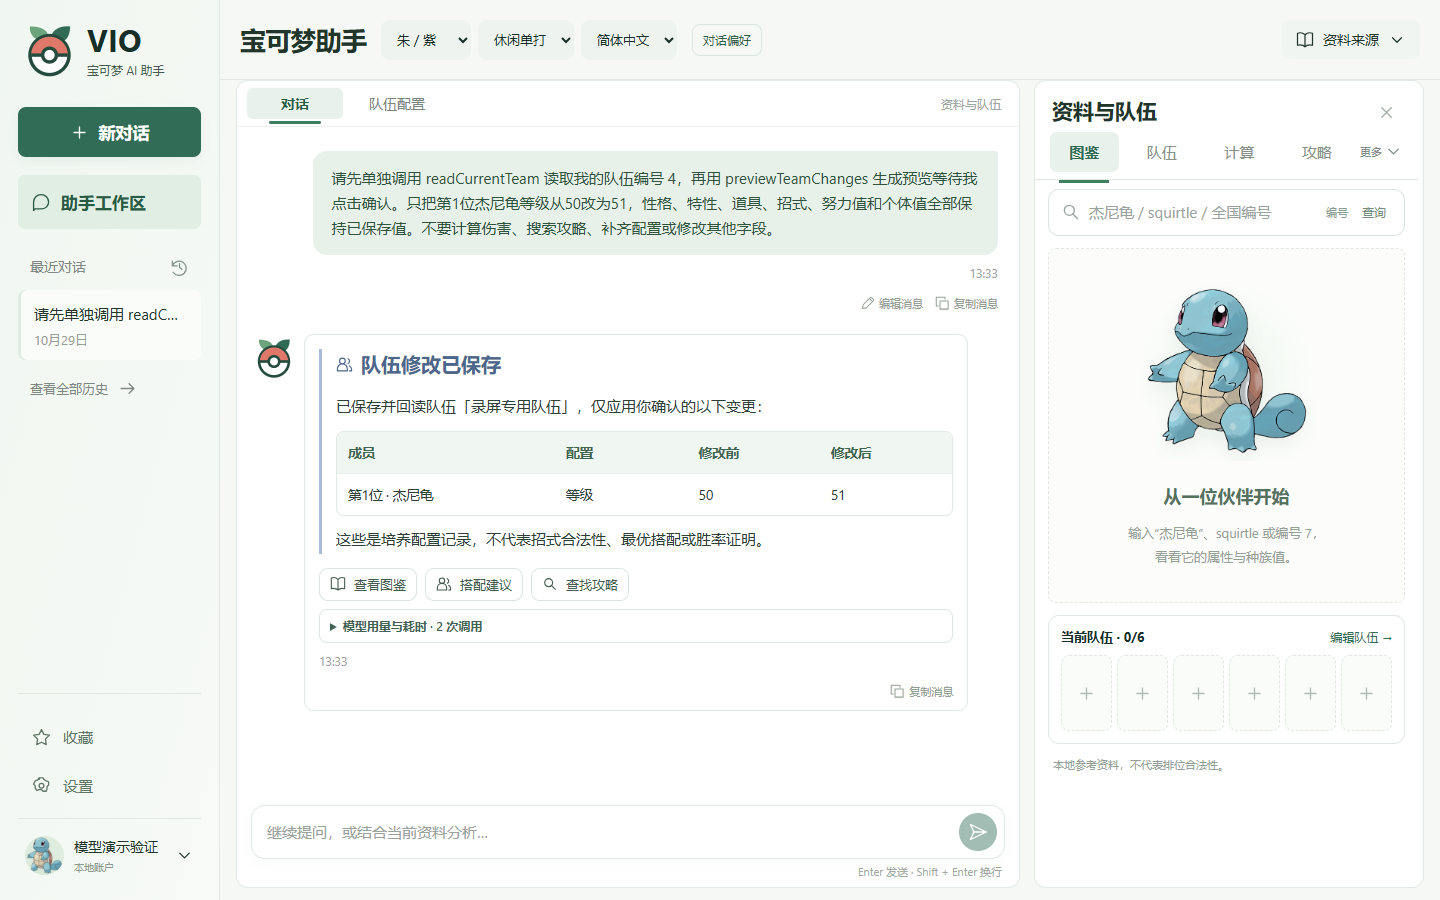 VIO
宝可梦 AI 助手
+ 新对话
助手工作区
最近对话
请先单独调用 readC...
10月29日
查看全部历史 →
收藏
设置
模型演示验证
本地账户
宝可梦助手
朱 / 紫
休闲单打
简体中文
对话偏好
资料来源
对话
队伍配置
资料与队伍
请先单独调用 readCurrentTeam 读取我的队伍编号 4，再用 previewTeamChanges 生成预览等待我
点击确认。只把第1位杰尼龟等级从50改为51，性格、特性、道具、招式、努力值和个体值全部保
持已保存值。不要计算伤害、搜索攻略、补齐配置或修改其他字段。
13:33
编辑消息
复制消息
队伍修改已保存
已保存并回读队伍「录屏专用队伍」，仅应用你确认的以下变更：
成员 配置 修改前 修改后
第1位 · 杰尼龟 等级 50 51
这些是培养配置记录，不代表招式合法性、最优搭配或胜率证明。
查看图鉴
搭配建议
查找攻略
▶ 模型用量与耗时 · 2 次调用
13:33
复制消息
继续提问，或结合当前资料分析...
Enter 发送 · Shift + Enter 换行
资料与队伍
图鉴
队伍
计算
攻略
更多
杰尼龟 / squirtle / 全国编号
编号
查询
从一位伙伴开始
输入“杰尼龟”、squirtle 或编号 7，
看看它的属性与种族值。
当前队伍 · 0/6
编辑队伍 →
+ + + + + +
本地参考资料，不代表排位合法性。